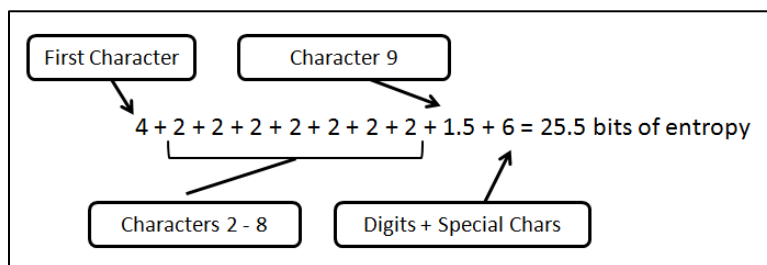 First Character
Character 9
4 + 2 + 2 + 2 + 2 + 2 + 2 + 2 + 1.5 + 6 = 25.5 bits of entropy
Characters 2 - 8
Digits + Special Chars